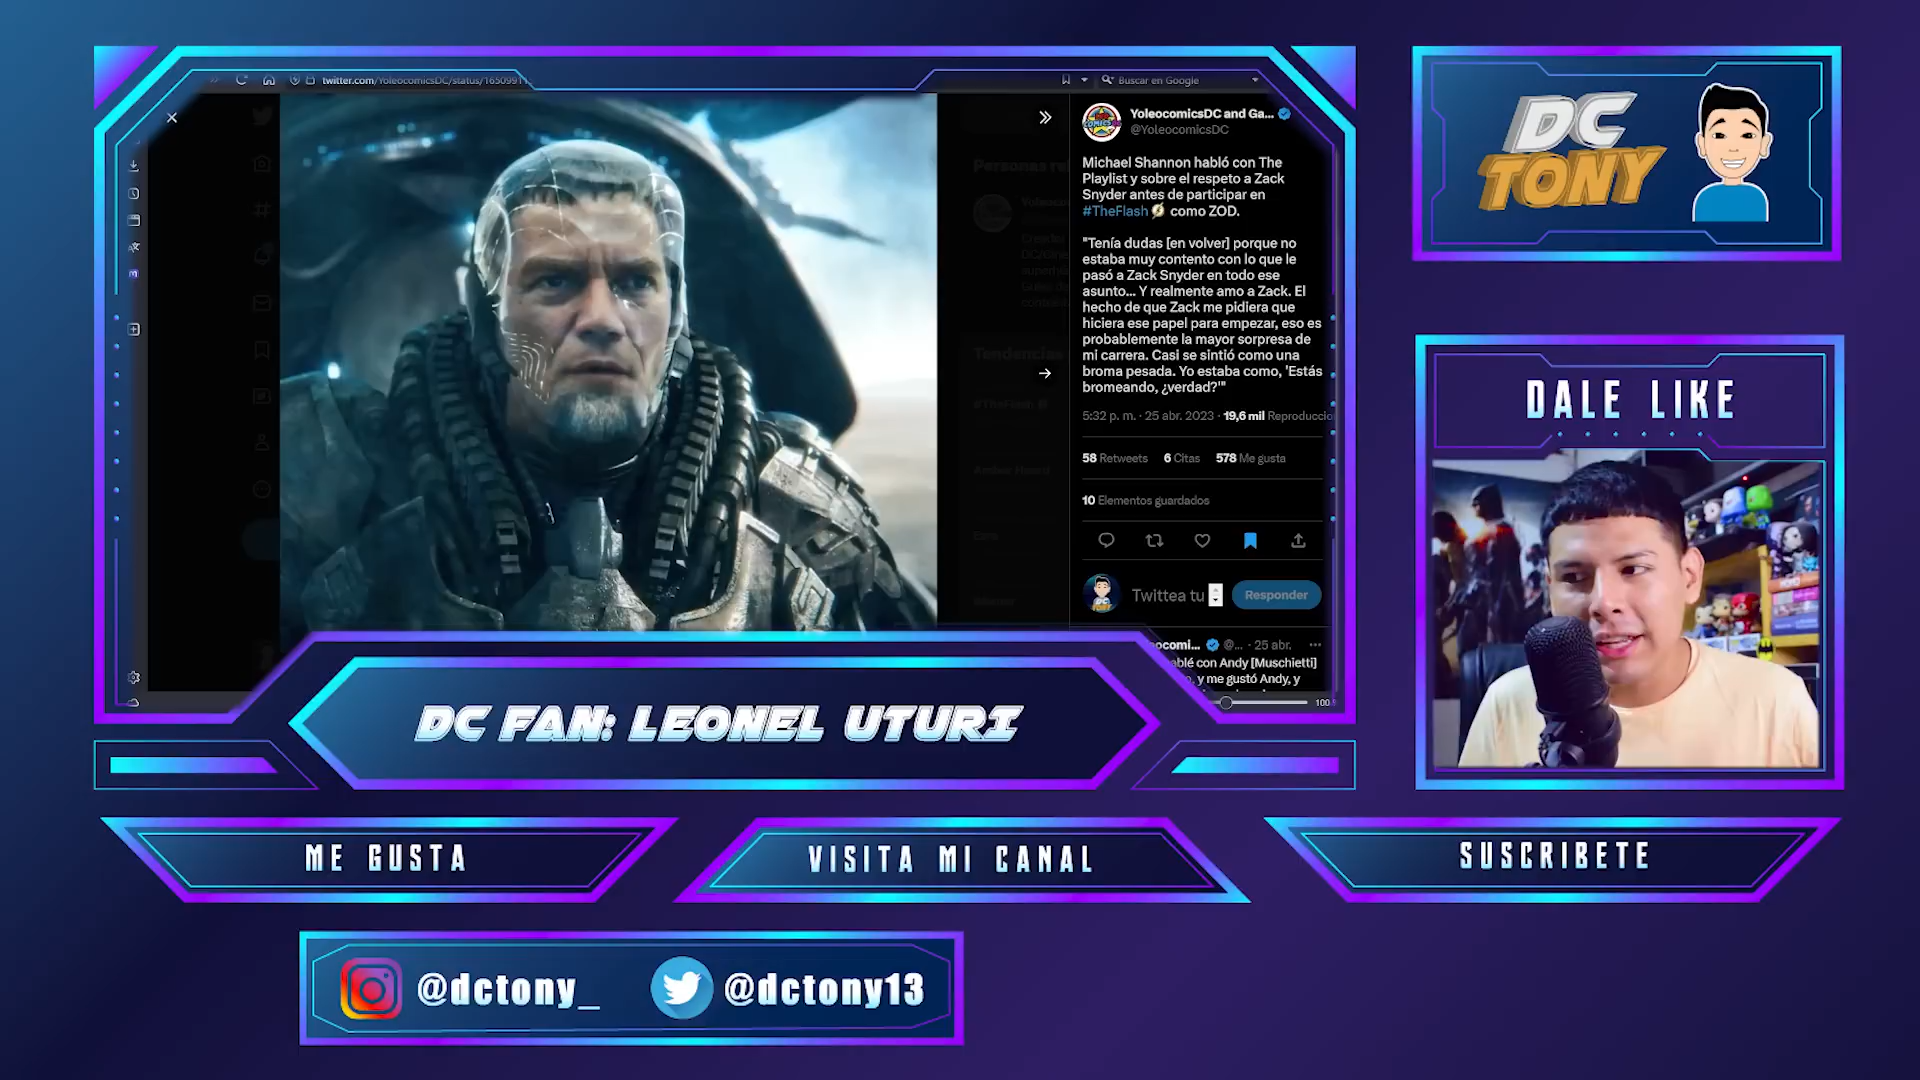 twitter.com/YoleocomicsDC/status/1650991
Buscar en Google
YoleocomicsDC and Ga...
@YoleocomicsDC
Michael Shannon habló con The
Playlist y sobre el respeto a Zack
Snyder antes de participar en
#TheFlash como ZOD.
"Tenía dudas [en volver] porque no
estaba muy contento con lo que le
pasó a Zack Snyder en todo ese
asunto... Y realmente amo a Zack. El
hecho de que Zack me pidiera que
hiciera ese papel para empezar, eso es
probablemente la mayor sorpresa de
mi carrera. Casi se sintió como una
broma pesada. Yo estaba como, 'Estás
bromeando, ¿verdad?'"
5:32 p. m. · 25 abr. 2023 · 19,6 mil Reproduccio
58 Retweets 6 Citas 578 Me gusta
10 Elementos guardados
Twittea tu
Responder
ocomi... @... · 25 abr. ···
ablé con Andy [Muschietti]
, y me gustó Andy, y
100
Tendencias
DC TONY
DALE LIKE
DC FAN: LEONEL UTURI
ME GUSTA
VISITA MI CANAL
SUSCRIBETE
@dctony_
@dctony13